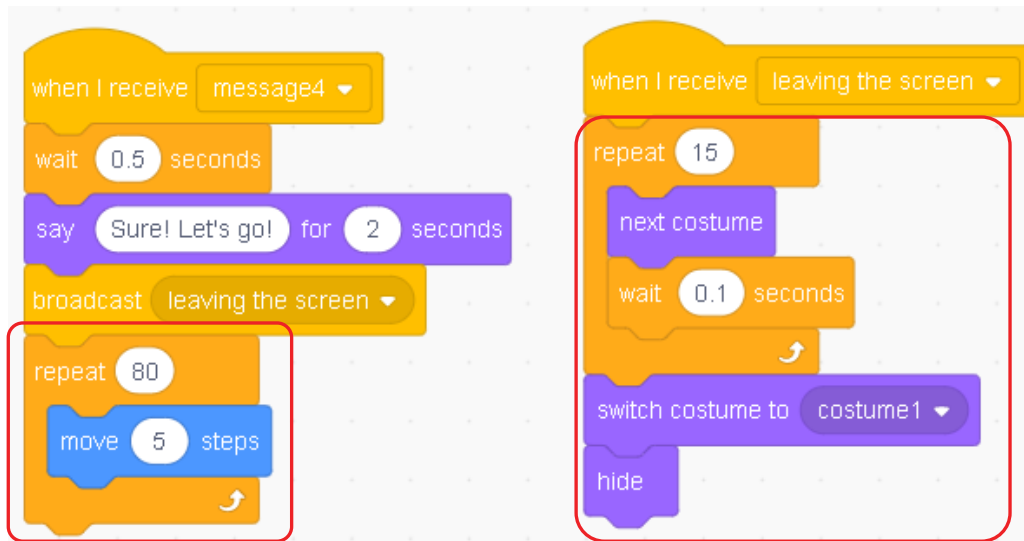 when I receive message4
wait 0.5 seconds
say Sure! Let's go! for 2 seconds
broadcast leaving the screen
repeat 80
move 5 steps
when I receive leaving the screen
repeat 15
next costume
wait 0.1 seconds
switch costume to costume1
hide